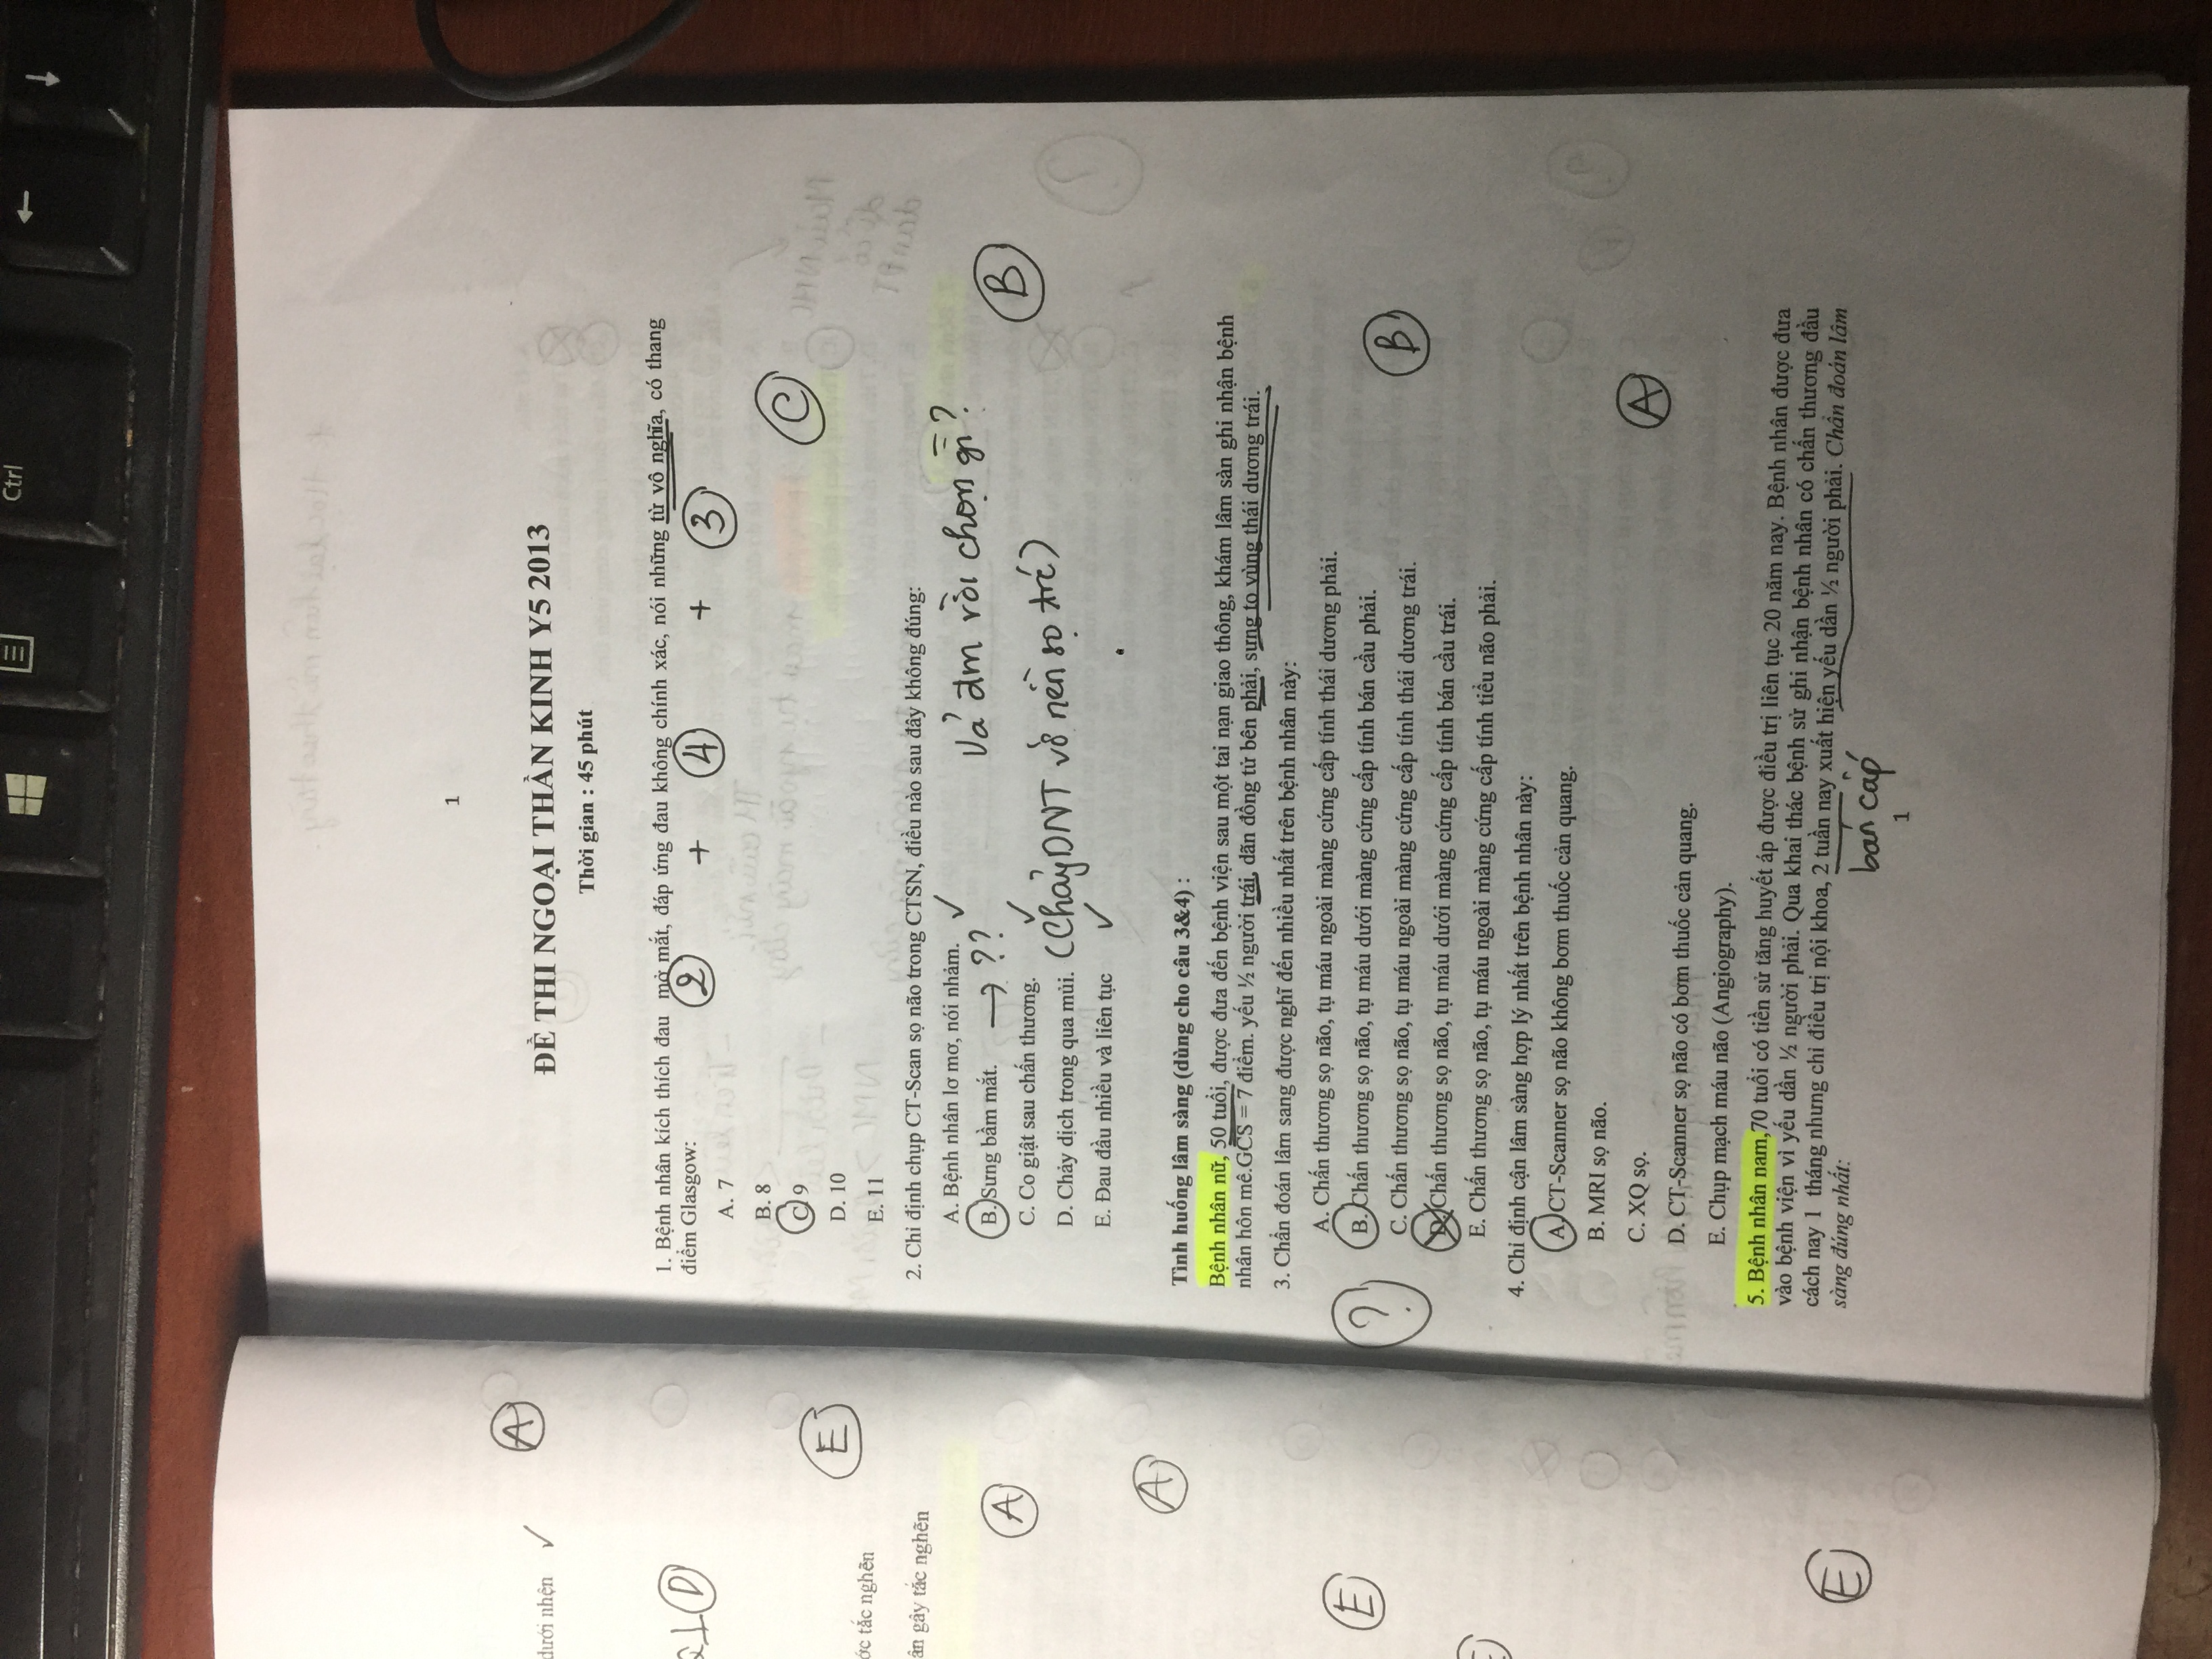 Ctrl
←
↓
dưới nhện ✓
A
D
E
ớc tắc nghẽn
ân gây tắc nghẽn
A
A
E
E
1
ĐỀ THI NGOẠI THẦN KINH Y5 2013
Thời gian : 45 phút
1. Bệnh nhân kích thích đau mở mắt, đáp ứng đau không chính xác, nói những từ vô nghĩa, có thang
điểm Glasgow:
2 + 4 + 3
A. 7
B. 8
C. 9
C
D. 10
E. 11
2. Chỉ định chụp CT-Scan sọ não trong CTSN, điều nào sau đây không đúng:
A. Bệnh nhân lơ mơ, nói nhảm. ✓
Vả đm rồi chọn gì?
B. Sưng bầm mắt. → ??
B
C. Co giật sau chấn thương. ✓
D. Chảy dịch trong qua mũi. (Chảy DNT vỡ nền sọ trc)
E. Đau đầu nhiều và liên tục ✓
Tình huống lâm sàng (dùng cho câu 3&4) :
Bệnh nhân nữ, 50 tuổi, được đưa đến bệnh viện sau một tai nạn giao thông, khám lâm sàn ghi nhận bệnh
nhân hôn mê.GCS = 7 điểm. yếu ½ người trái, dãn đồng tử bên phải, sưng to vùng thái dương trái.
3. Chẩn đoán lâm sang được nghĩ đến nhiều nhất trên bệnh nhân này:
A. Chấn thương sọ não, tụ máu ngoài màng cứng cấp tính thái dương phải.
?
B. Chấn thương sọ não, tụ máu dưới màng cứng cấp tính bán cầu phải.
B
C. Chấn thương sọ não, tụ máu ngoài màng cứng cấp tính thái dương trái.
D. Chấn thương sọ não, tụ máu dưới màng cứng cấp tính bán cầu trái.
E. Chấn thương sọ não, tụ máu ngoài màng cứng cấp tính tiểu não phải.
4. Chỉ định cận lâm sàng hợp lý nhất trên bệnh nhân này:
A. CT-Scanner sọ não không bơm thuốc cản quang.
B. MRI sọ não.
C. XQ sọ.
A
D. CT-Scanner sọ não có bơm thuốc cản quang.
E. Chụp mạch máu não (Angiography).
5. Bệnh nhân nam,70 tuổi có tiền sử tăng huyết áp được điều trị liên tục 20 năm nay. Bệnh nhân được đưa
vào bệnh viện vì yếu dần ½ người phải. Qua khai thác bệnh sử ghi nhận bệnh nhân có chấn thương đầu
cách nay 1 tháng nhưng chỉ điều trị nội khoa, 2 tuần nay xuất hiện yếu dần ½ người phải. Chẩn đoán lâm
sàng đúng nhất:
bán cấp
1